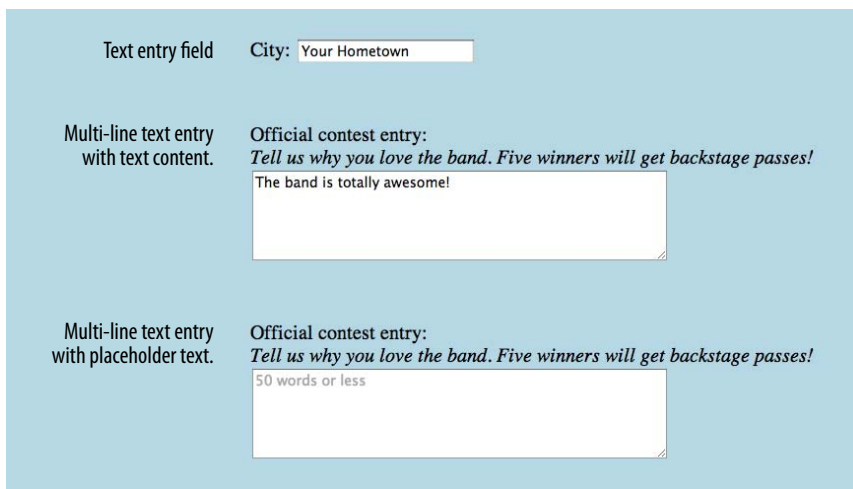 Text entry field
City: Your Hometown
Multi-line text entry
with text content.
Official contest entry:
Tell us why you love the band. Five winners will get backstage passes!
The band is totally awesome!
Multi-line text entry
with placeholder text.
Official contest entry:
Tell us why you love the band. Five winners will get backstage passes!
50 words or less